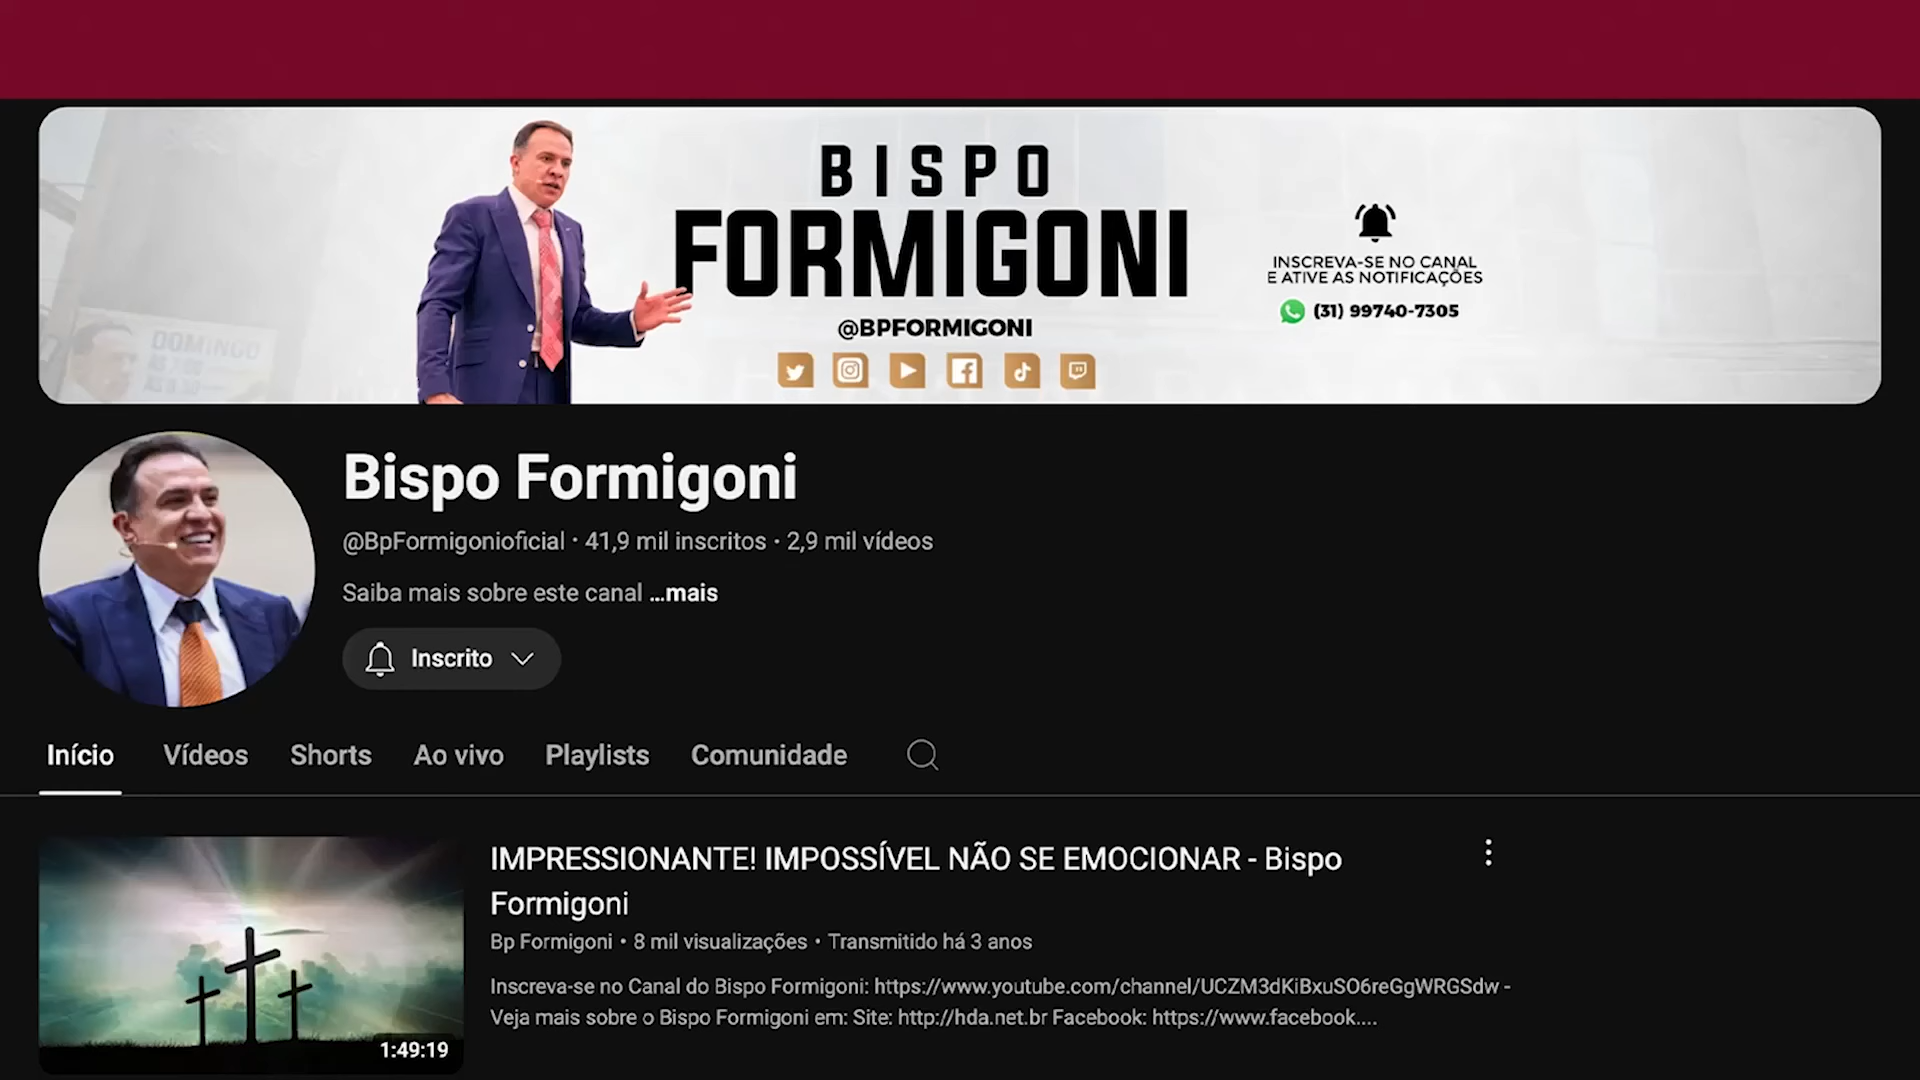 BISPO
FORMIGONI
@BPFORMIGONI
INSCREVA-SE NO CANAL
E ATIVE AS NOTIFICAÇÕES
(31) 99740-7305
DOMINGO
Bispo Formigoni
@BpFormigonioficial · 41,9 mil inscritos · 2,9 mil vídeos
Saiba mais sobre este canal ...mais
Inscrito
Início Vídeos Shorts Ao vivo Playlists Comunidade
IMPRESSIONANTE! IMPOSSÍVEL NÃO SE EMOCIONAR - Bispo
Formigoni
Bp Formigoni • 8 mil visualizações • Transmitido há 3 anos
Inscreva-se no Canal do Bispo Formigoni: https://www.youtube.com/channel/UCZM3dKiBxuSO6reGgWRGSdw -
Veja mais sobre o Bispo Formigoni em: Site: http://hda.net.br Facebook: https://www.facebook....
1:49:19